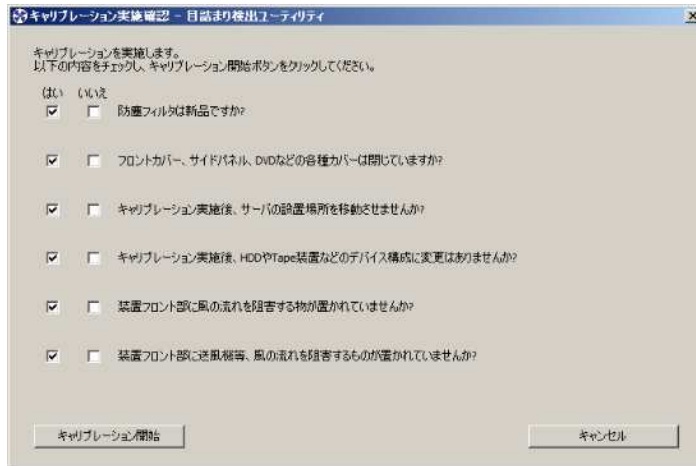 キャリブレーション実施確認 - 目詰まり検出ユーティリティ
キャリブレーションを実施します。
以下の内容をチェックし、キャリブレーション開始ボタンをクリックしてください。
はい いいえ
防塵フィルタは新品ですか?
フロントカバー、サイドパネル、DVDなどの各種カバーは閉じていますか?
キャリブレーション実施後、サーバの設置場所を移動させませんか?
キャリブレーション実施後、HDDやTape装置などのデバイス構成に変更はありませんか?
装置フロント部に風の流れを阻害する物が置かれていませんか?
装置フロント部に送風機等、風の流れを阻害するものが置かれていませんか?
キャリブレーション開始
キャンセル